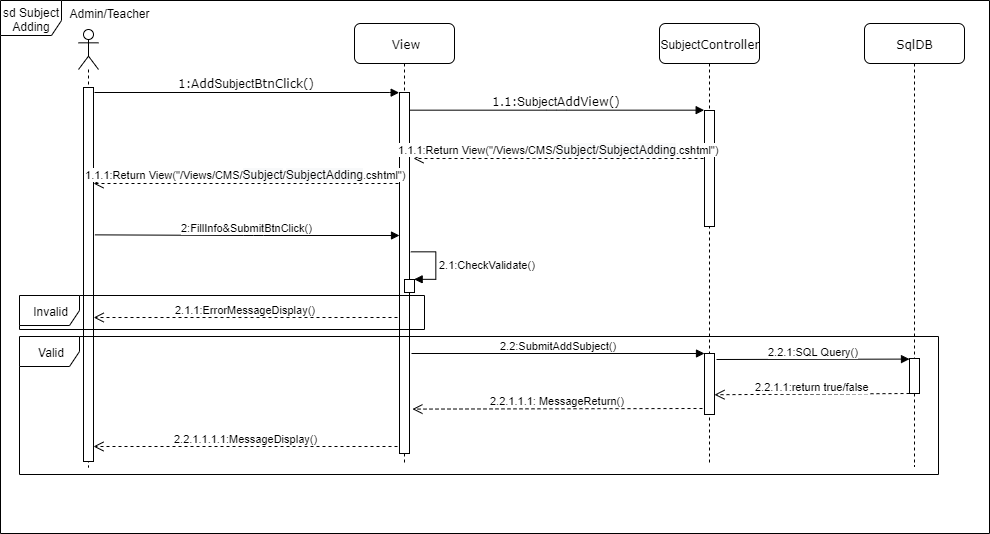 sd Subject
Adding
Admin/Teacher
View
SubjectController
SqlDB
1:AddSubjectBtnClick()
1.1:SubjectAddView()
1.1.1:Return View("/Views/CMS/Subject/SubjectAdding.cshtml")
1.1.1:Return View("/Views/CMS/Subject/SubjectAdding.cshtml")
2:FillInfo&SubmitBtnClick()
2.1:CheckValidate()
Invalid
2.1.1:ErrorMessageDisplay()
Valid
2.2:SubmitAddSubject()
2.2.1:SQL Query()
2.2.1.1:return true/false
2.2.1.1.1: MessageReturn()
2.2.1.1.1.1:MessageDisplay()